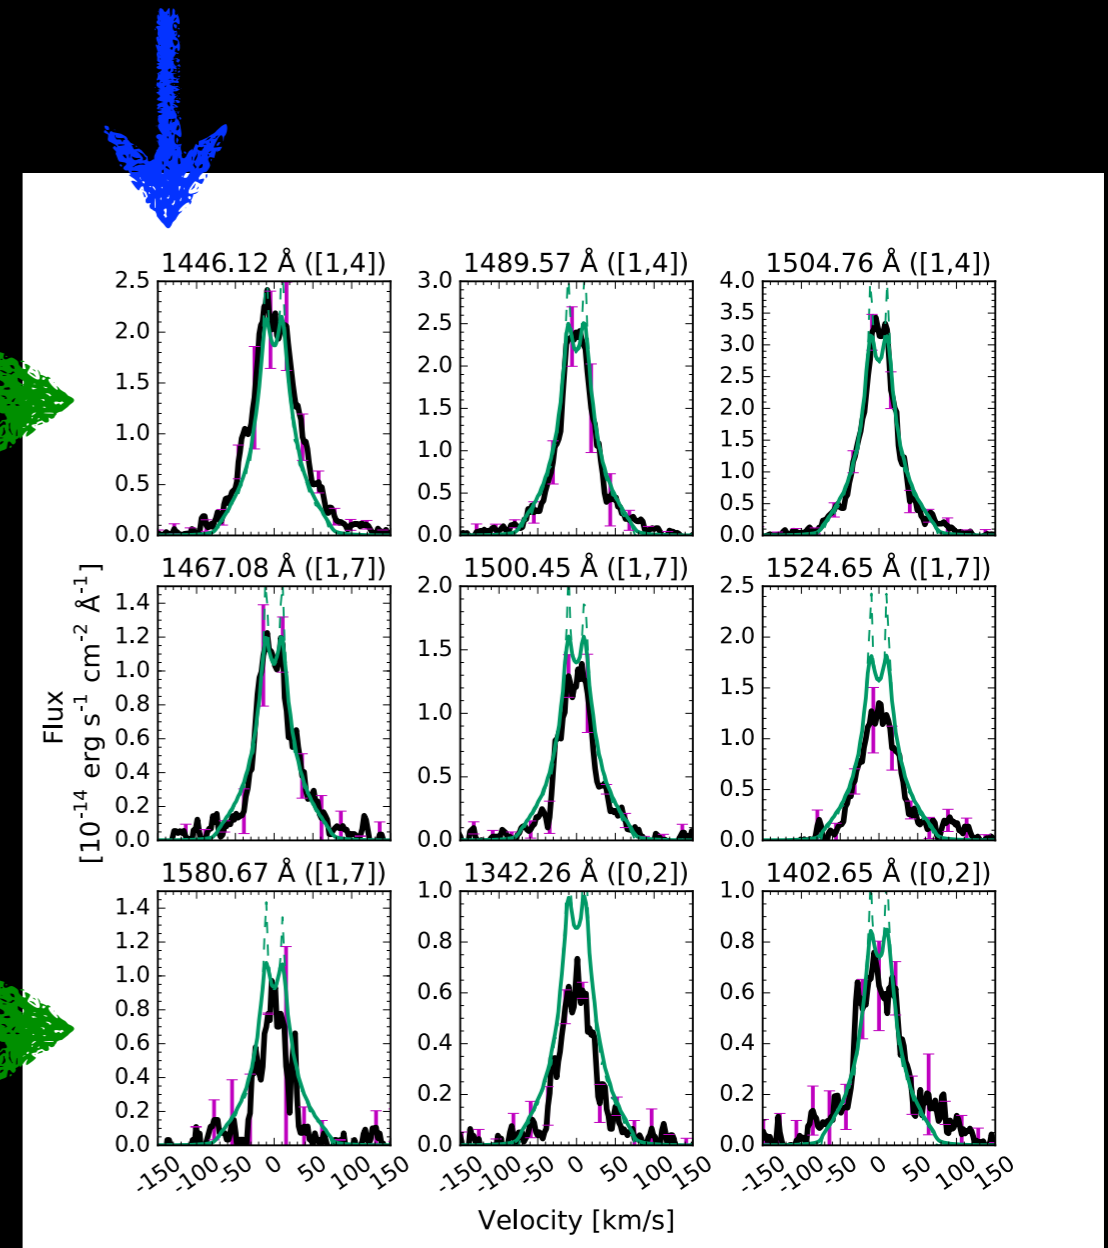 1446.12 Å ([1,4]) 1489.57 Å ([1,4]) 1504.76 Å ([1,4])
2.5 3.0 4.0
2.0 2.5 3.5
1.5 2.0 3.0
1.0 1.5 2.5
0.5 1.0 2.0
0.0 0.5 1.5
0.0 1.0
0.5
0.0
1467.08 Å ([1,7]) 1500.45 Å ([1,7]) 1524.65 Å ([1,7])
1.4 2.0 2.5
1.2 1.5 2.0
1.0 1.0 1.5
0.8 0.5 1.0
0.6 0.0 0.5
0.4 0.0
0.2
0.0
Flux
[10⁻¹⁴ erg s⁻¹ cm⁻² Å⁻¹]
1580.67 Å ([1,7]) 1342.26 Å ([0,2]) 1402.65 Å ([0,2])
1.4 1.0 1.0
1.2 0.8 0.8
1.0 0.6 0.6
0.8 0.4 0.4
0.6 0.2 0.2
0.4 0.0 0.0
0.2
0.0
-150 -100 -50 0 50 100 150 -150 -100 -50 0 50 100 150 -150 -100 -50 0 50 100 150
Velocity [km/s]